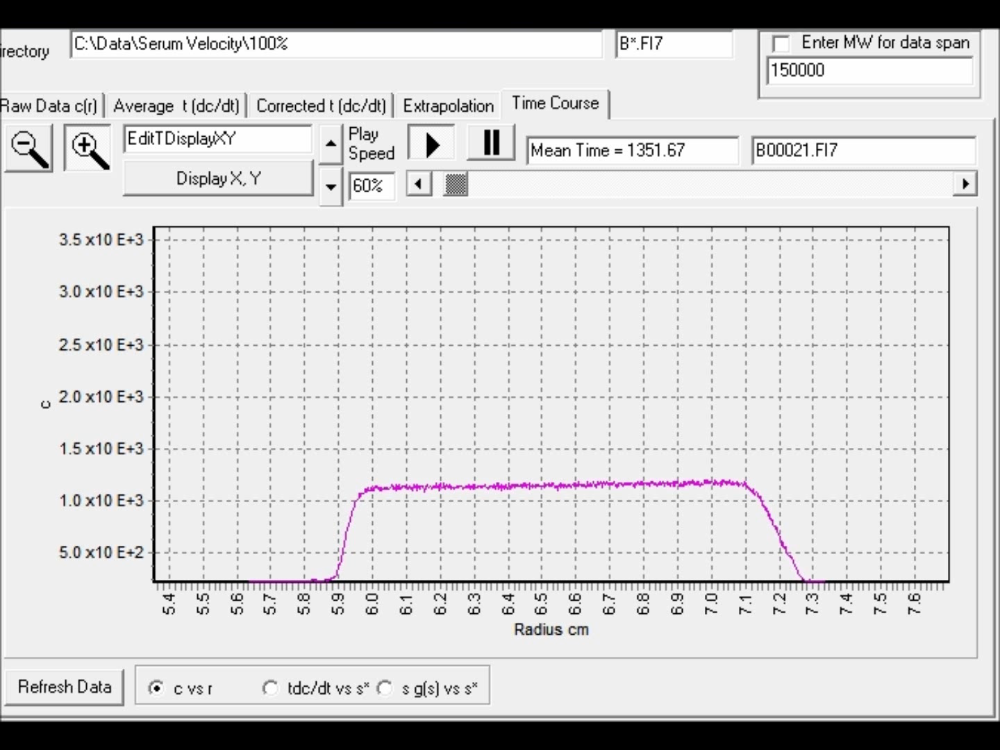 irectory
C:\Data\Serum Velocity\100%
B*.FI7
Enter MW for data span
150000
Raw Data c(r)
Average t (dc/dt)
Corrected t (dc/dt)
Extrapolation
Time Course
EditTDisplayXY
Display X, Y
Play
Speed
60%
Mean Time = 1351.67
B00021.FI7
3.5 x10 E+3
3.0 x10 E+3
2.5 x10 E+3
2.0 x10 E+3
1.5 x10 E+3
1.0 x10 E+3
5.0 x10 E+2
c
5.4 5.5 5.6 5.7 5.8 5.9 6.0 6.1 6.2 6.3 6.4 6.5 6.6 6.7 6.8 6.9 7.0 7.1 7.2 7.3 7.4 7.5 7.6
Radius cm
Refresh Data
c vs r
tdc/dt vs s*
s g(s) vs s*